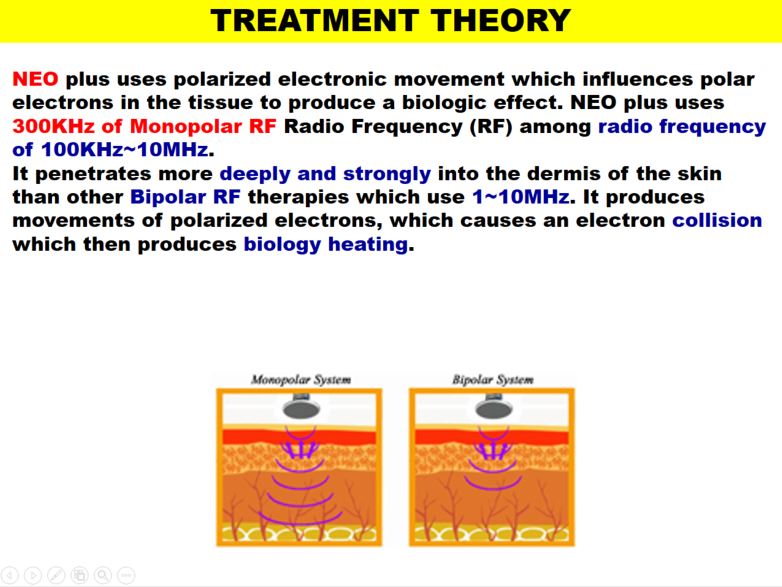 TREATMENT THEORY
NEO plus uses polarized electronic movement which influences polar
electrons in the tissue to produce a biologic effect. NEO plus uses
300KHz of Monopolar RF Radio Frequency (RF) among radio frequency
of 100KHz~10MHz.
It penetrates more deeply and strongly into the dermis of the skin
than other Bipolar RF therapies which use 1~10MHz. It produces
movements of polarized electrons, which causes an electron collision
which then produces biology heating.
Monopolar System
Bipolar System